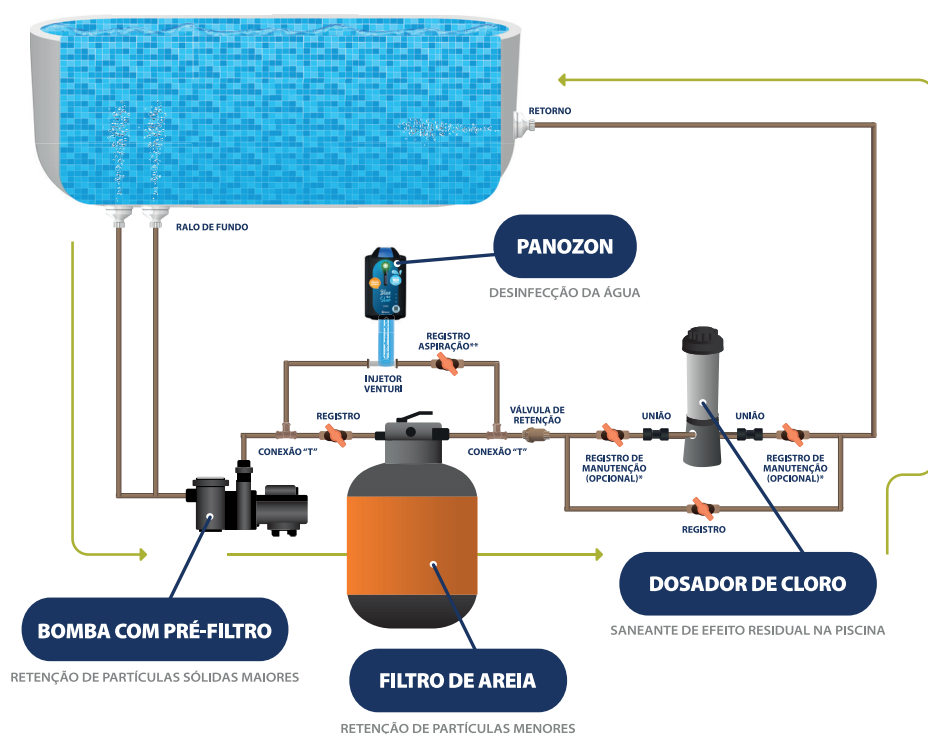 RETORNO
RALO DE FUNDO
PANOZON
DESINFECÇÃO DA ÁGUA
REGISTRO
ASPIRAÇÃO**
INJETOR
VENTURI
REGISTRO
CONEXÃO "T"
CONEXÃO "T"
VÁLVULA DE
RETENÇÃO
UNIÃO
UNIÃO
REGISTRO DE
MANUTENÇÃO
(OPCIONAL)*
REGISTRO DE
MANUTENÇÃO
(OPCIONAL)*
REGISTRO
DOSADOR DE CLORO
SANEANTE DE EFEITO RESIDUAL NA PISCINA
BOMBA COM PRÉ-FILTRO
RETENÇÃO DE PARTÍCULAS SÓLIDAS MAIORES
FILTRO DE AREIA
RETENÇÃO DE PARTÍCULAS MENORES